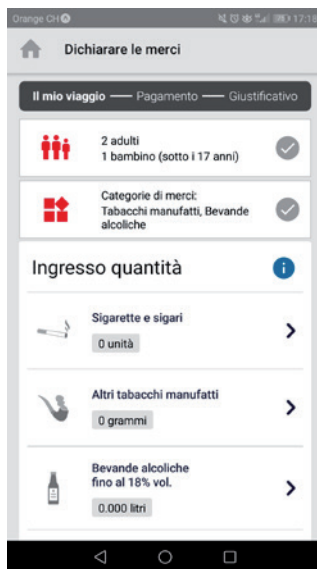 Orange CH 17:18
Dichiarare le merci
Il mio viaggio Pagamento Giustificativo
2 adulti
1 bambino (sotto i 17 anni)
Categorie di merci:
Tabacchi manufatti, Bevande
alcoliche
Ingresso quantità
i
Sigarette e sigari
0 unità
Altri tabacchi manufatti
0 grammi
Bevande alcoliche
fino al 18% vol.
0.000 litri